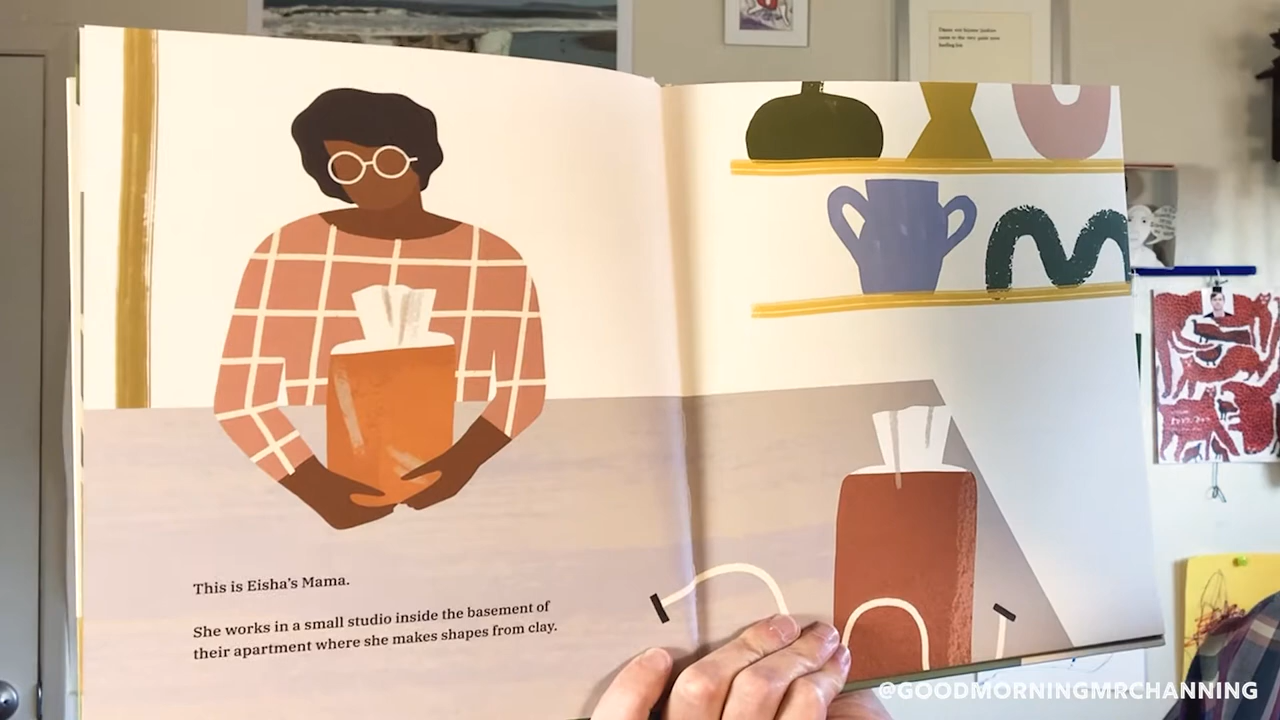 This is Eisha's Mama.
She works in a small studio inside the basement of
their apartment where she makes shapes from clay.
@GOODMORNINGMRCHANNING